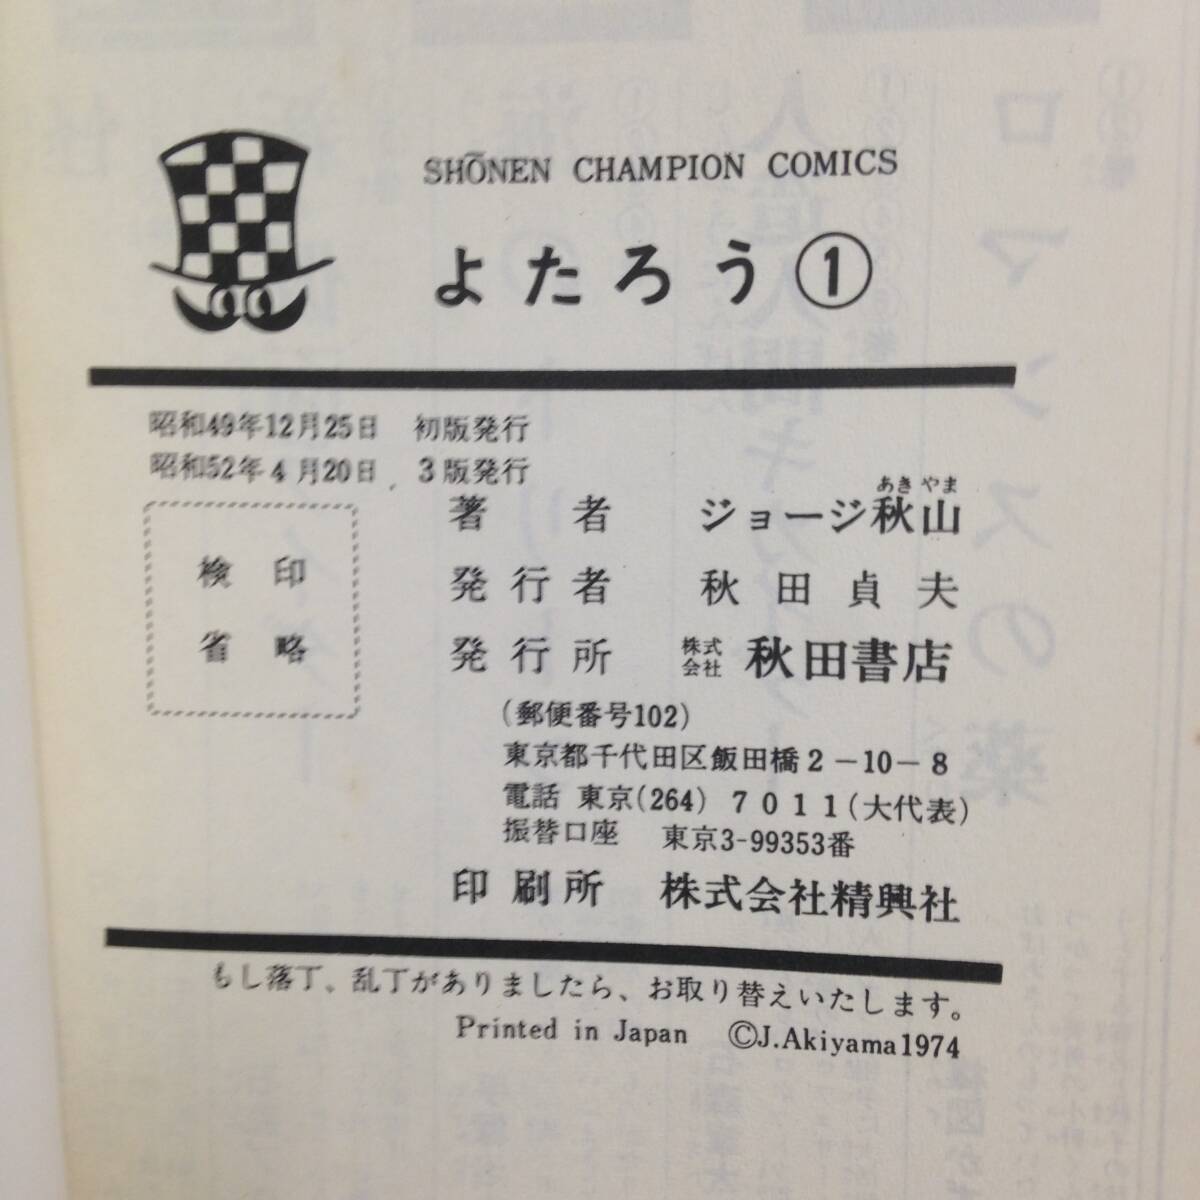 SHŌNEN CHAMPION COMICS
よたろう①
昭和49年12月25日 初版発行
昭和52年4月20日 3版発行
検印
省略
あき やま
著者 ジョージ秋山
発行者 秋田貞夫
発行所 株式会社 秋田書店
(郵便番号102)
東京都千代田区飯田橋2-10-8
電話 東京(264) 7011(大代表)
振替口座 東京3-99353番
印刷所 株式会社精興社
もし落丁、乱丁がありましたら、お取り替えいたします。
Printed in Japan ©J.Akiyama1974